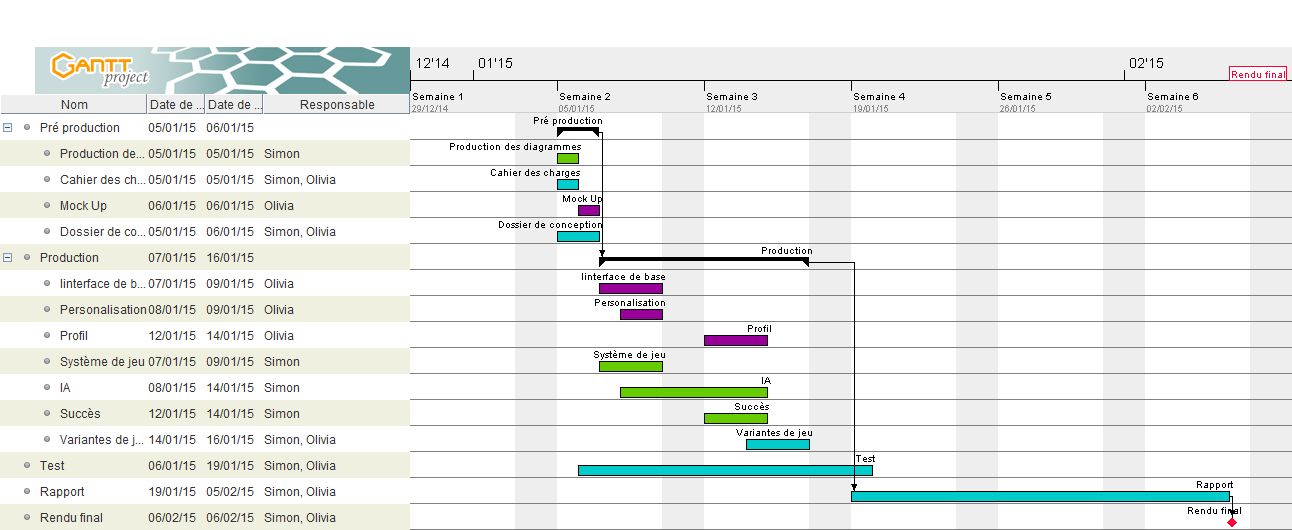 GANTT project
12'14 01'15 02'15
Rendu final
Semaine 1 Semaine 2 Semaine 3 Semaine 4 Semaine 5 Semaine 6
29/12/14 05/01/15 12/01/15 19/01/15 26/01/15 02/02/15
Nom Date de ... Date de ... Responsable
Pré production 05/01/15 06/01/15 Pré production
Production de... 05/01/15 05/01/15 Simon Production des diagrammes
Cahier des ch... 05/01/15 05/01/15 Simon, Olivia Cahier des charges
Mock Up 06/01/15 06/01/15 Olivia Mock Up
Dossier de co... 05/01/15 06/01/15 Simon, Olivia Dossier de conception
Production 07/01/15 16/01/15 Production
Iinterface de b... 07/01/15 09/01/15 Olivia Iinterface de base
Personalisation 08/01/15 09/01/15 Olivia Personalisation
Profil 12/01/15 14/01/15 Olivia Profil
Système de jeu 07/01/15 09/01/15 Simon Système de jeu
IA 08/01/15 14/01/15 Simon IA
Succès 12/01/15 14/01/15 Simon Succès
Variantes de j... 14/01/15 16/01/15 Simon, Olivia Variantes de jeu
Test 06/01/15 19/01/15 Simon, Olivia Test
Rapport 19/01/15 05/02/15 Simon, Olivia Rapport
Rendu final 06/02/15 06/02/15 Simon, Olivia Rendu final